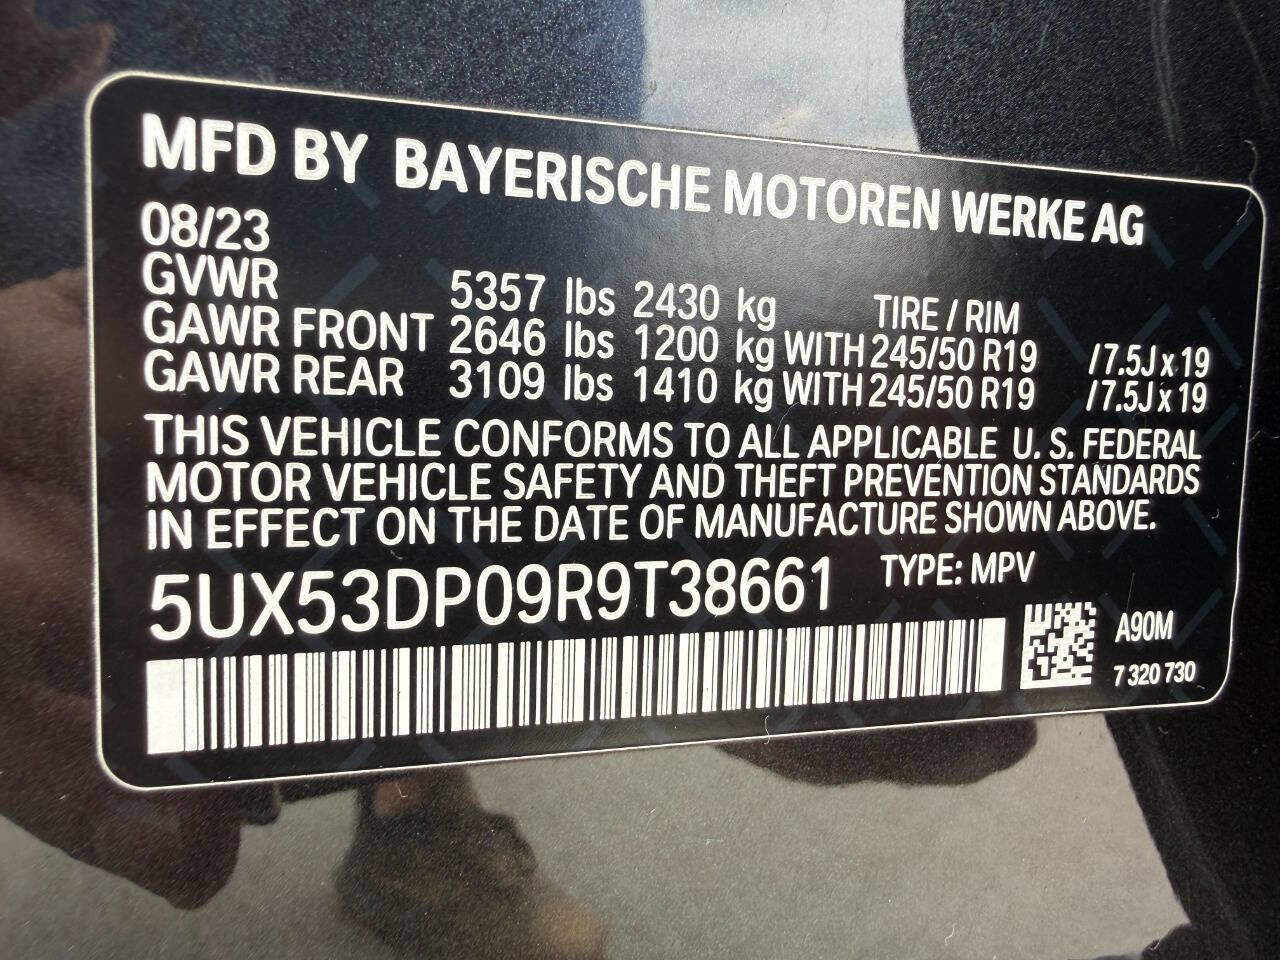 MFD BY BAYERISCHE MOTOREN WERKE AG
08/23
GVWR 5357 lbs 2430 kg TIRE / RIM
GAWR FRONT 2646 lbs 1200 kg WITH 245/50 R19 / 7.5J x 19
GAWR REAR 3109 lbs 1410 kg WITH 245/50 R19 / 7.5J x 19
THIS VEHICLE CONFORMS TO ALL APPLICABLE U. S. FEDERAL
MOTOR VEHICLE SAFETY AND THEFT PREVENTION STANDARDS
IN EFFECT ON THE DATE OF MANUFACTURE SHOWN ABOVE.
5UX53DP09R9T38661 TYPE: MPV
A90M
7 320 730